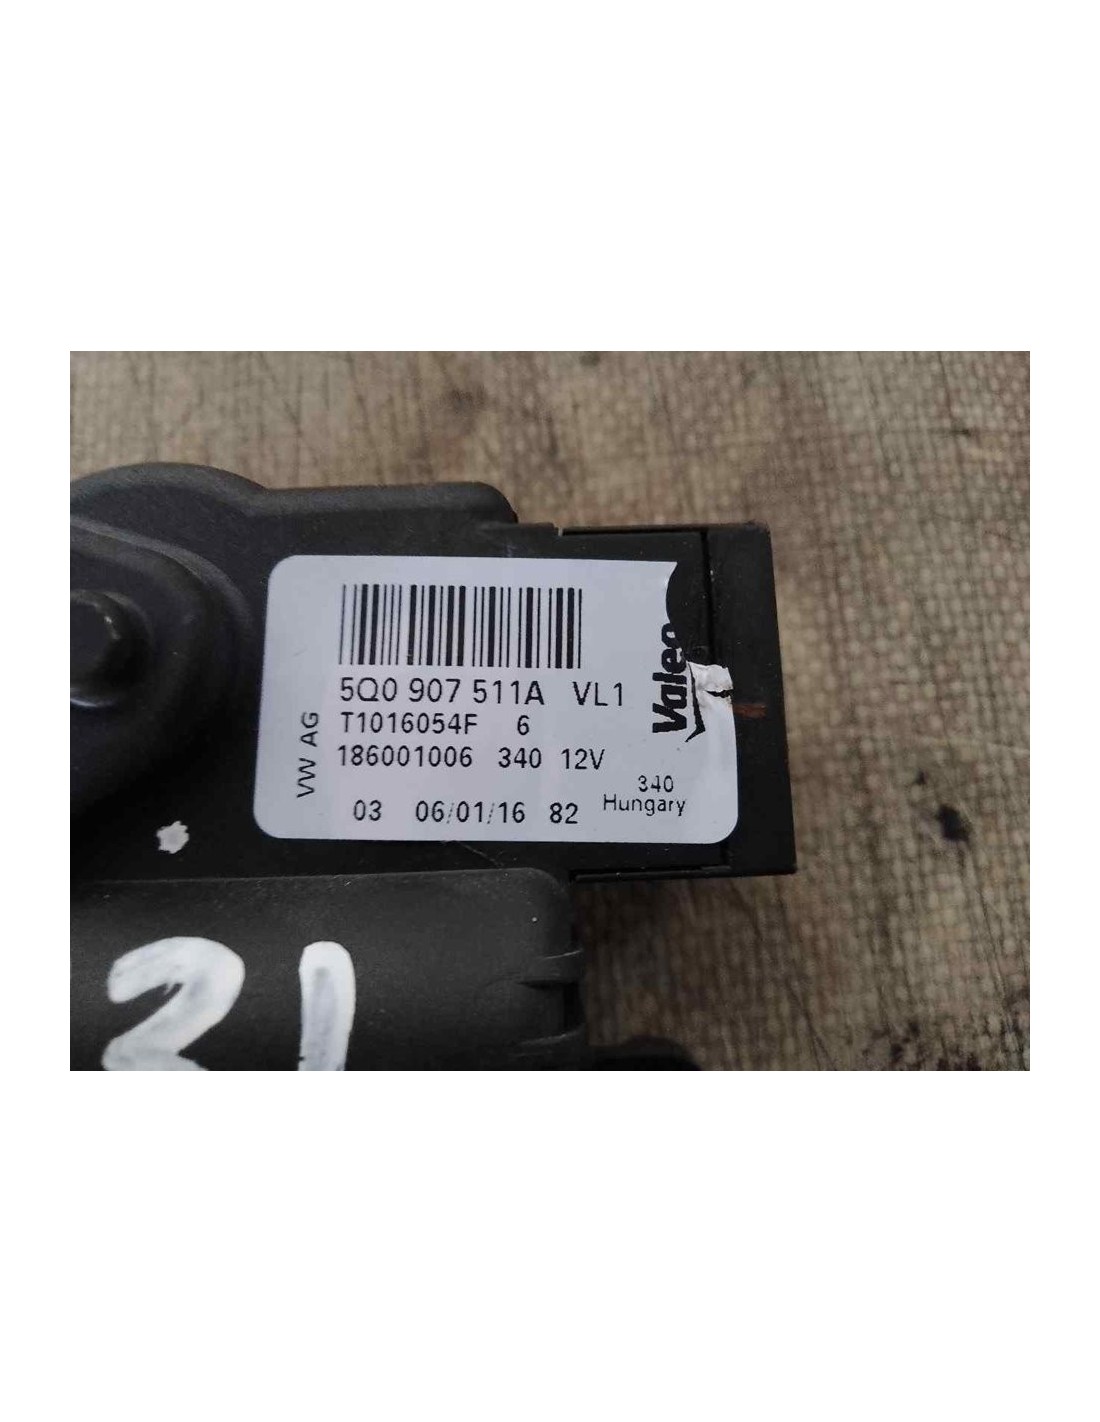 5Q0 907 511A VL1
T1016054F 6
186001006 340 12V
03 06/01/16 82
VW AG
Valeo
340
Hungary
21